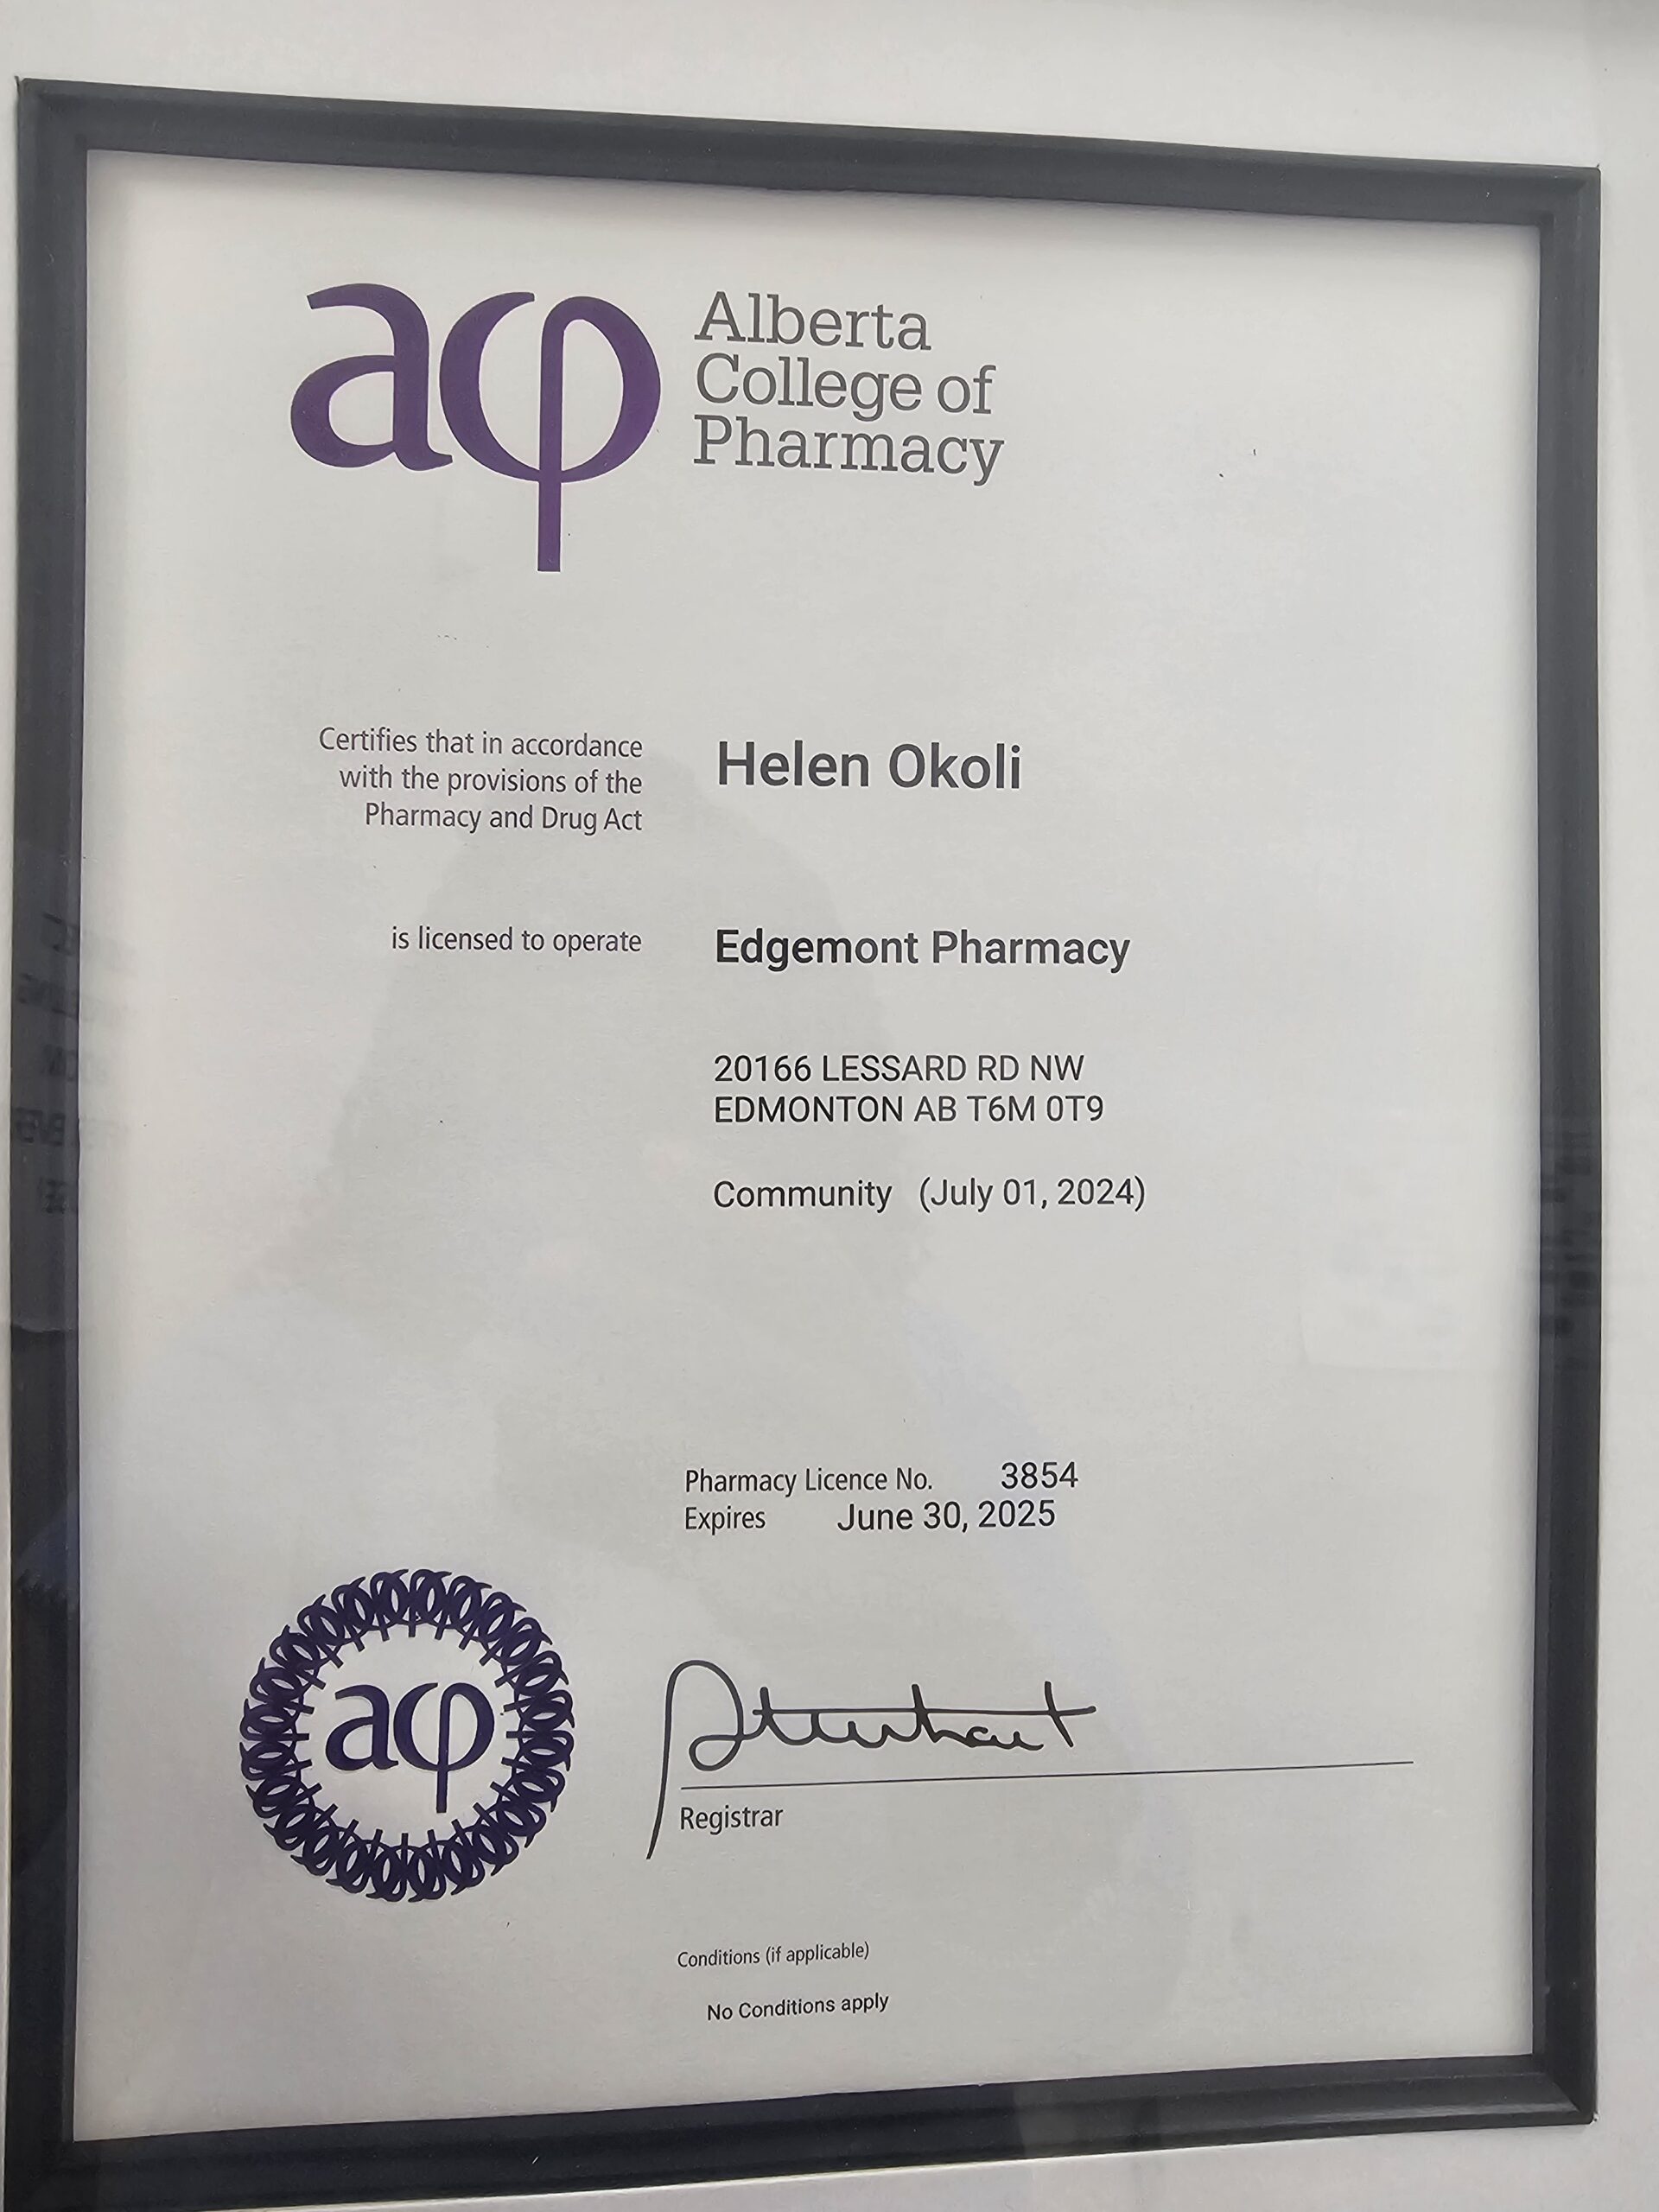 acp
Alberta
College of
Pharmacy
Certifies that in accordance
with the provisions of the
Pharmacy and Drug Act
Helen Okoli
is licensed to operate
Edgemont Pharmacy
20166 LESSARD RD NW
EDMONTON AB T6M 0T9
Community (July 01, 2024)
Pharmacy Licence No. 3854
Expires June 30, 2025
acp
Registrar
Conditions (if applicable)
No Conditions apply